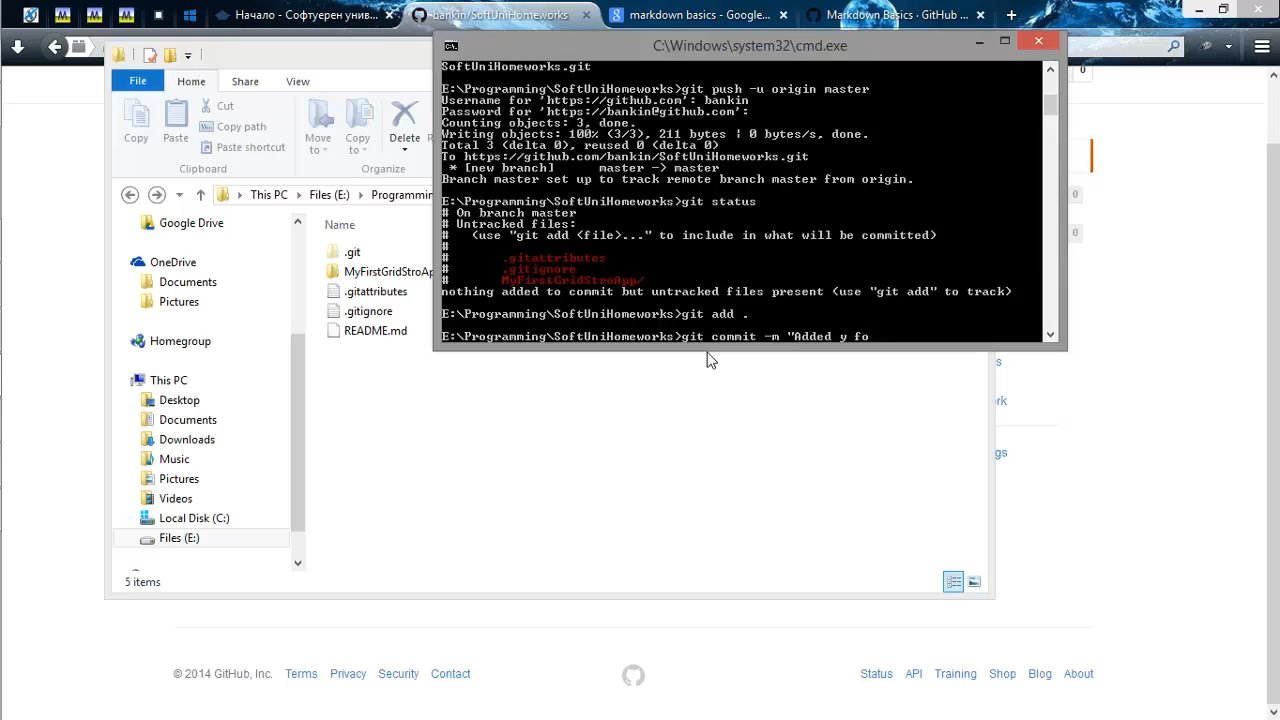 Начало - Софтуерен унив...
bankin/SoftUniHomeworks
markdown basics - Google...
Markdown Basics · GitHub ...
C:\Windows\system32\cmd.exe
File
Home
Share
View
Copy
Paste
Cut
Copy path
Paste shortcut
Clipboard
Move
to
Copy
to
Delete
Organize
This PC
Files (E:)
Programmin
Google Drive
OneDrive
Documents
Pictures
Homegroup
This PC
Desktop
Documents
Downloads
Music
Pictures
Videos
Local Disk (C:)
Files (E:)
Name
.git
MyFirstGridStroAp
.gitattributes
.gitignore
README.md
5 items
SoftUniHomeworks.git
E:\Programming\SoftUniHomeworks>git push -u origin master
Username for 'https://github.com': bankin
Password for 'https://bankin@github.com':
Counting objects: 3, done.
Writing objects: 100% (3/3), 211 bytes | 0 bytes/s, done.
Total 3 (delta 0), reused 0 (delta 0)
To https://github.com/bankin/SoftUniHomeworks.git
* [new branch] master -> master
Branch master set up to track remote branch master from origin.
E:\Programming\SoftUniHomeworks>git status
# On branch master
# Untracked files:
# (use "git add <file>..." to include in what will be committed)
#
# .gitattributes
# .gitignore
# MyFirstGridStroApp/
nothing added to commit but untracked files present (use "git add" to track)
E:\Programming\SoftUniHomeworks>git add .
E:\Programming\SoftUniHomeworks>git commit -m "Added y fo
0
0
0
s
rk
gs
© 2014 GitHub, Inc. Terms Privacy Security Contact
Status API Training Shop Blog About